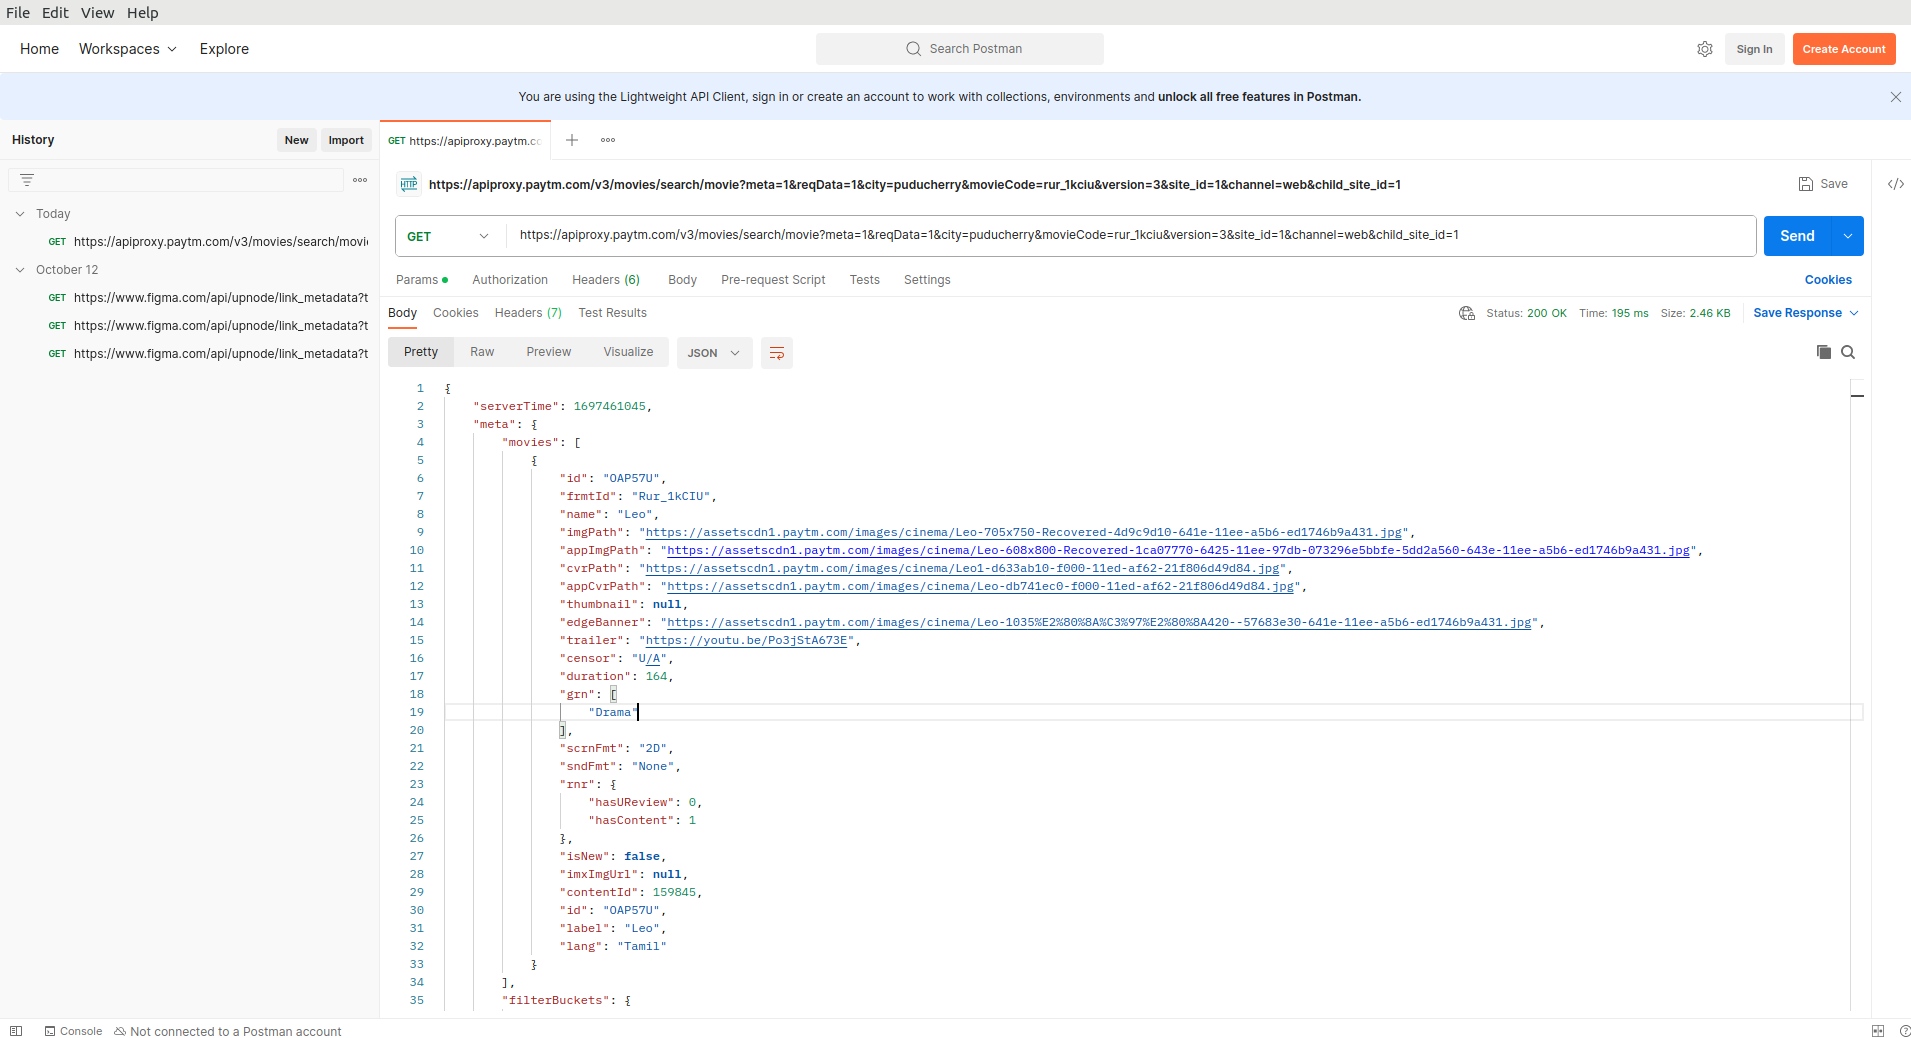 File Edit View Help
Home Workspaces Explore Search Postman Sign In Create Account
You are using the Lightweight API Client, sign in or create an account to work with collections, environments and unlock all free features in Postman.
History New Import
GET https://apiproxy.paytm.cc
Today
GET https://apiproxy.paytm.com/v3/movies/search/movi
October 12
GET https://www.figma.com/api/upnode/link_metadata?t
GET https://www.figma.com/api/upnode/link_metadata?t
GET https://www.figma.com/api/upnode/link_metadata?t
HTTP https://apiproxy.paytm.com/v3/movies/search/movie?meta=1&reqData=1&city=puducherry&movieCode=rur_1kciu&version=3&site_id=1&channel=web&child_site_id=1 Save </>
GET https://apiproxy.paytm.com/v3/movies/search/movie?meta=1&reqData=1&city=puducherry&movieCode=rur_1kciu&version=3&site_id=1&channel=web&child_site_id=1 Send
Params Authorization Headers (6) Body Pre-request Script Tests Settings Cookies
Body Cookies Headers (7) Test Results Status: 200 OK Time: 195 ms Size: 2.46 KB Save Response
Pretty Raw Preview Visualize JSON
1 {
2 "serverTime": 1697461045,
3 "meta": {
4 "movies": [
5 {
6 "id": "OAP57U",
7 "frmtId": "Rur_1kCIU",
8 "name": "Leo",
9 "imgPath": "https://assetscdn1.paytm.com/images/cinema/Leo-705x750-Recovered-4d9c9d10-641e-11ee-a5b6-ed1746b9a431.jpg",
10 "appImgPath": "https://assetscdn1.paytm.com/images/cinema/Leo-608x800-Recovered-1ca07770-6425-11ee-97db-073296e5bbfe-5dd2a560-643e-11ee-a5b6-ed1746b9a431.jpg",
11 "cvrPath": "https://assetscdn1.paytm.com/images/cinema/Leo1-d633ab10-f000-11ed-af62-21f806d49d84.jpg",
12 "appCvrPath": "https://assetscdn1.paytm.com/images/cinema/Leo-db741ec0-f000-11ed-af62-21f806d49d84.jpg",
13 "thumbnail": null,
14 "edgeBanner": "https://assetscdn1.paytm.com/images/cinema/Leo-1035%E2%80%8A%C3%97%E2%80%8A420--57683e30-641e-11ee-a5b6-ed1746b9a431.jpg",
15 "trailer": "https://youtu.be/Po3jStA673E",
16 "censor": "U/A",
17 "duration": 164,
18 "grn": [
19 "Drama"
20 ],
21 "scrnFmt": "2D",
22 "sndFmt": "None",
23 "rnr": {
24 "hasUReview": 0,
25 "hasContent": 1
26 },
27 "isNew": false,
28 "imxImgUrl": null,
29 "contentId": 159845,
30 "id": "OAP57U",
31 "label": "Leo",
32 "lang": "Tamil"
33 }
34 ],
35 "filterBuckets": {
Console Not connected to a Postman account